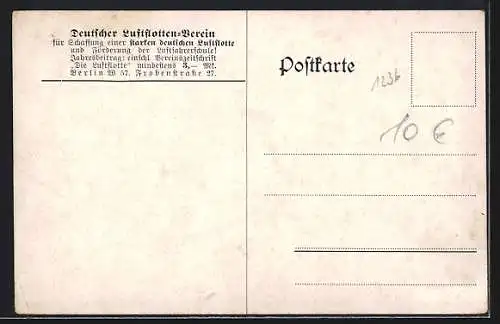 Deutscher Luftflotten-Verein
für Schaffung einer starken deutschen Luftflotte
und Förderung der Luftfahrerschule!
Jahresbeitrag: einschl. Vereinszeitschrift
„Die Luftflotte" mindestens 3,— Mk.
Berlin W 57, Frobenstraße 27.
Postkarte
1236
10 €